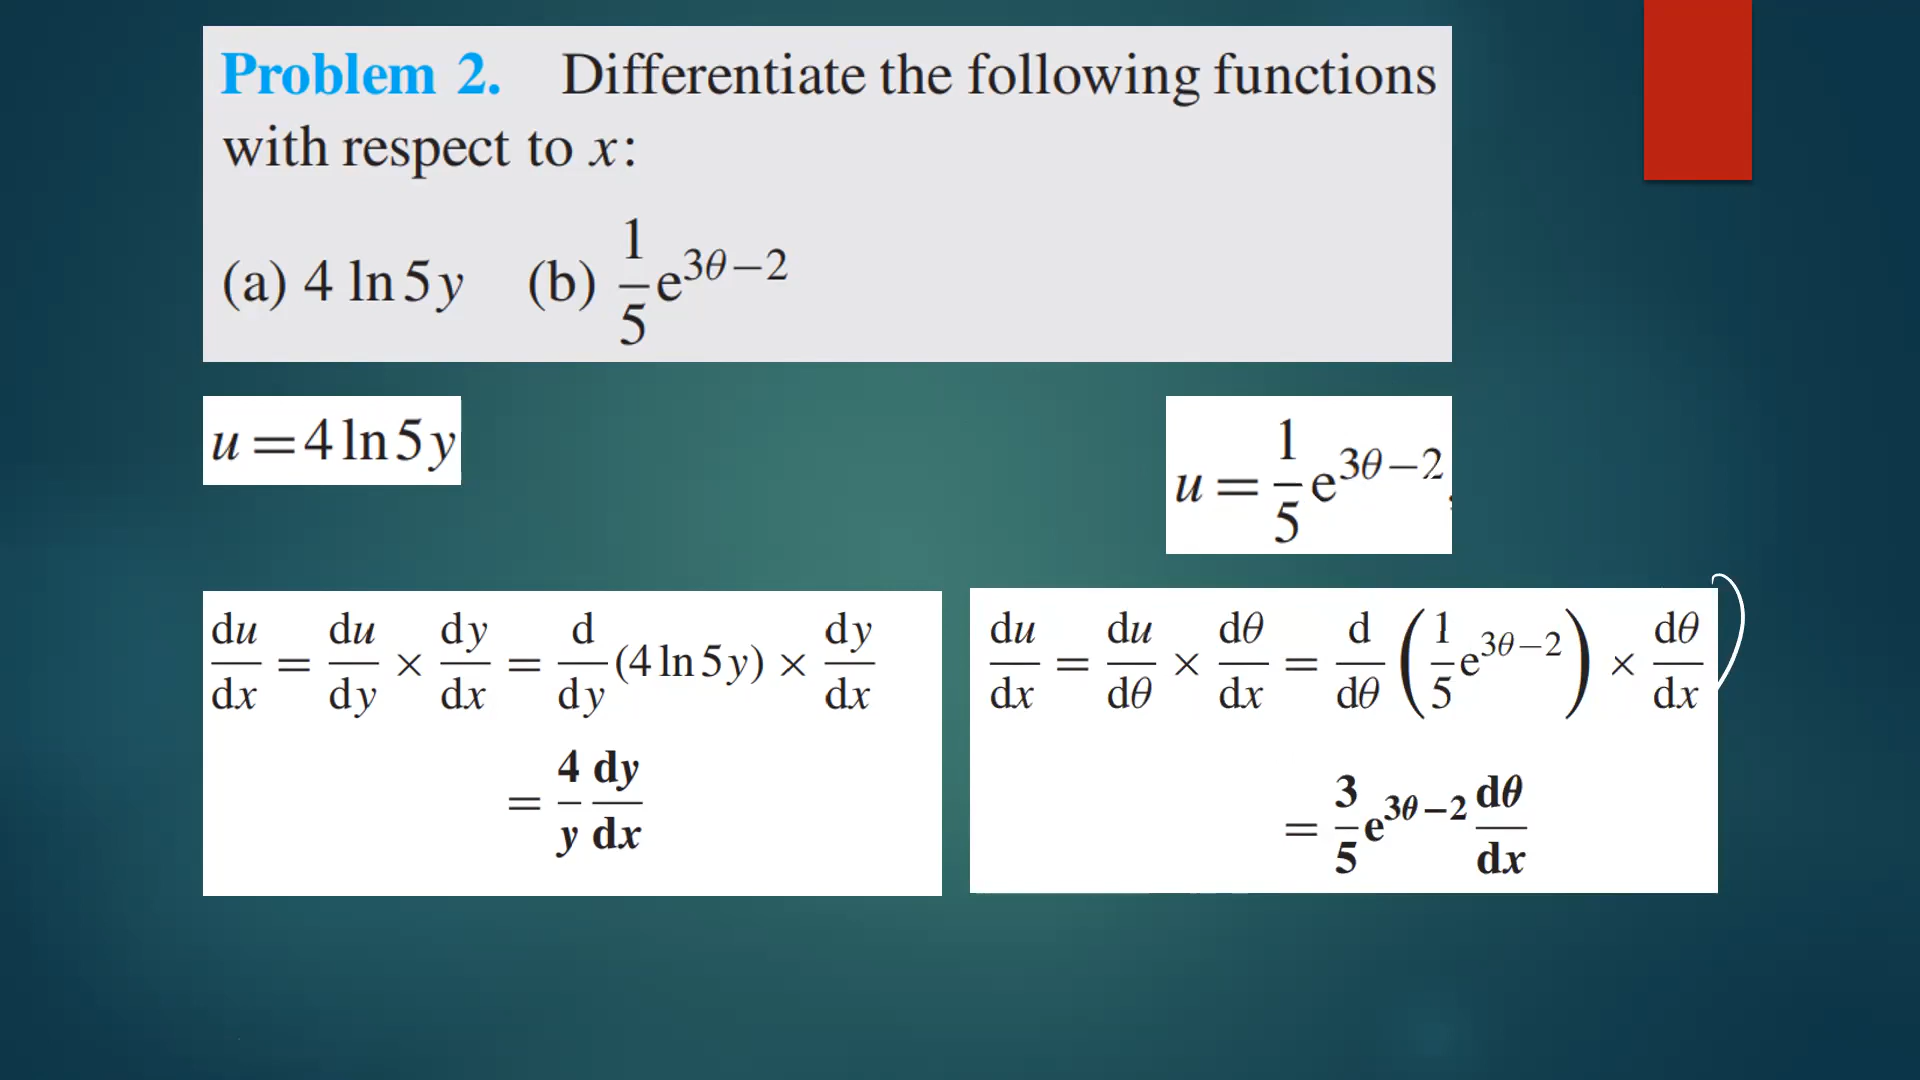 Problem 2. Differentiate the following functions
with respect to x:
(a) 4 ln 5y (b) 1/5 e^{3θ−2}
u = 4 ln 5y
u = 1/5 e^{3θ−2},
du/dx = du/dy × dy/dx = d/dy (4 ln 5y) × dy/dx
= 4/y dy/dx
du/dx = du/dθ × dθ/dx = d/dθ (1/5 e^{3θ−2}) × dθ/dx
= 3/5 e^{3θ−2} dθ/dx